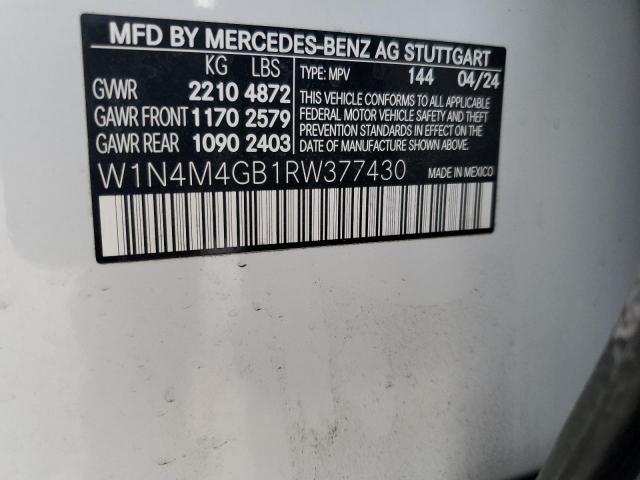 MFD BY MERCEDES-BENZ AG STUTTGART
KG LBS
GVWR 2210 4872
GAWR FRONT 1170 2579
GAWR REAR 1090 2403
TYPE: MPV 144 04/24
THIS VEHICLE CONFORMS TO ALL APPLICABLE
FEDERAL MOTOR VEHICLE SAFETY AND THEFT
PREVENTION STANDARDS IN EFFECT ON THE
DATE OF MANUFACTURE SHOWN ABOVE.
W1N4M4GB1RW377430 MADE IN MEXICO